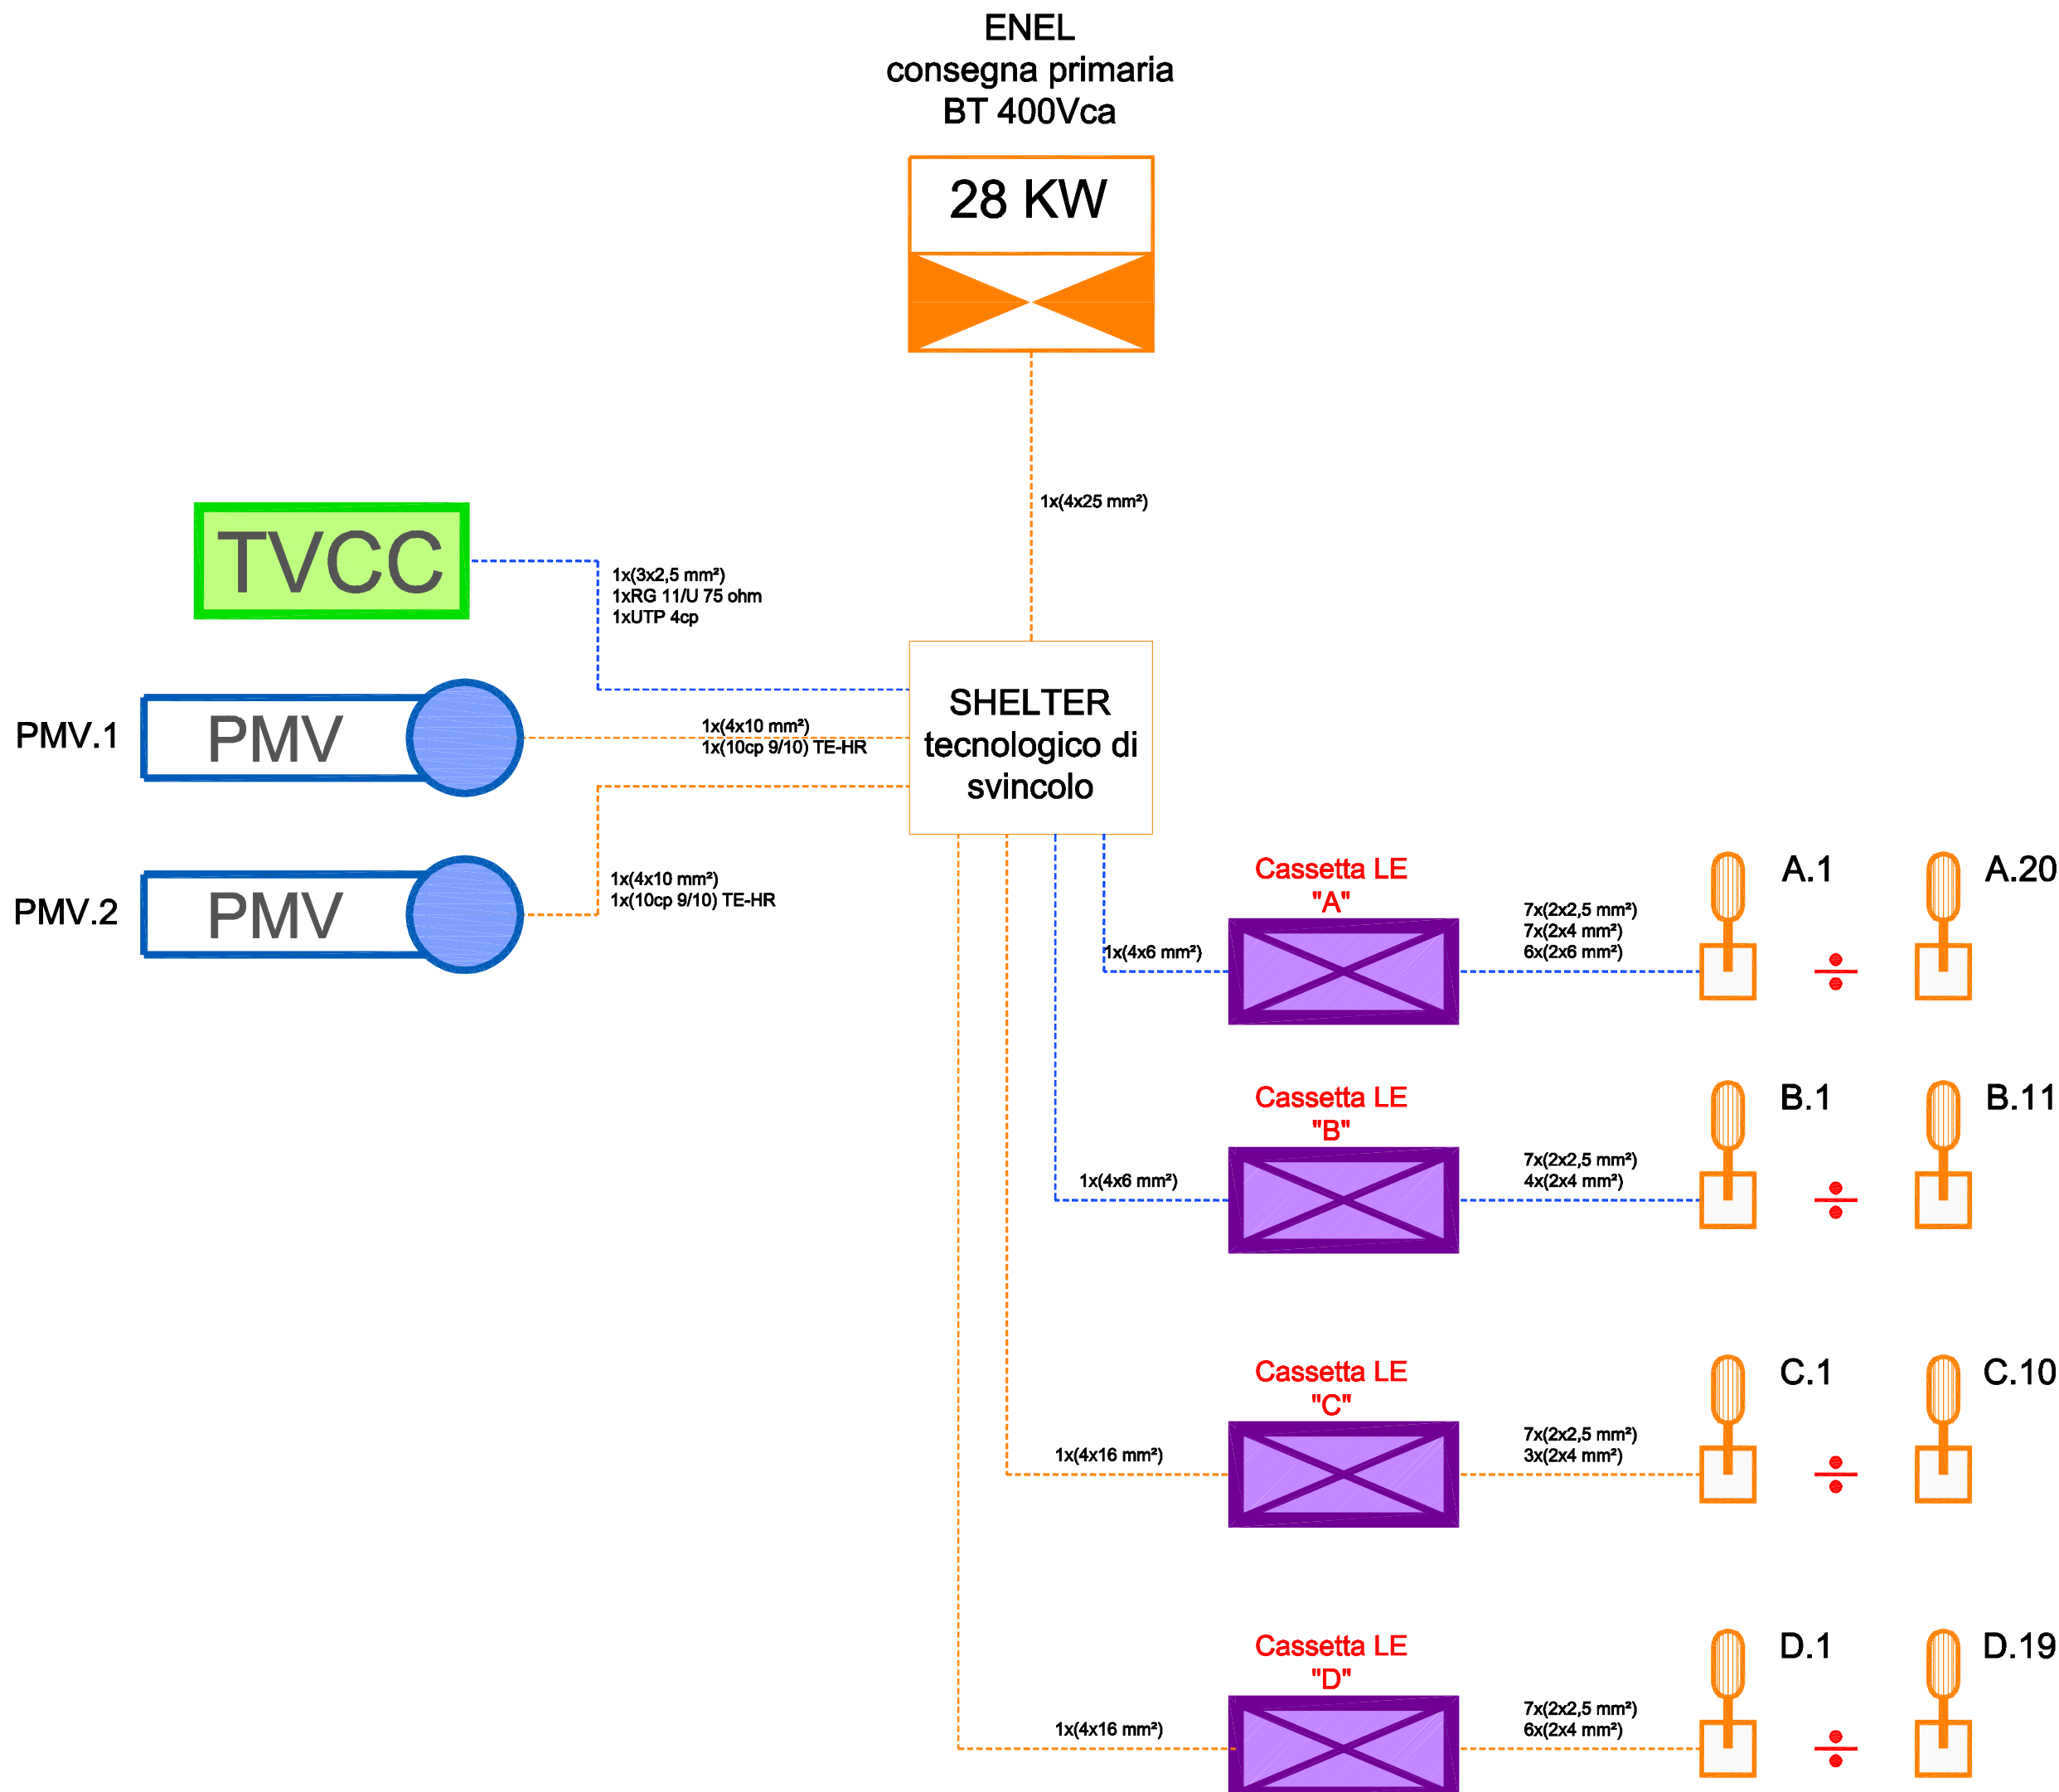 ENEL
consegna primaria
BT 400Vca
28 KW
1x(4x25 mm²)
TVCC
1x(3x2,5 mm²)
1xRG 11/U 75 ohm
1xUTP 4cp
SHELTER
tecnologico di
svincolo
PMV.1
PMV
1x(4x10 mm²)
1x(10cp 9/10) TE-HR
PMV.2
PMV
1x(4x10 mm²)
1x(10cp 9/10) TE-HR
Cassetta LE
"A"
1x(4x6 mm²)
7x(2x2,5 mm²)
7x(2x4 mm²)
6x(2x6 mm²)
A.1
A.20
Cassetta LE
"B"
1x(4x6 mm²)
7x(2x2,5 mm²)
4x(2x4 mm²)
B.1
B.11
Cassetta LE
"C"
1x(4x16 mm²)
7x(2x2,5 mm²)
3x(2x4 mm²)
C.1
C.10
Cassetta LE
"D"
1x(4x16 mm²)
7x(2x2,5 mm²)
6x(2x4 mm²)
D.1
D.19